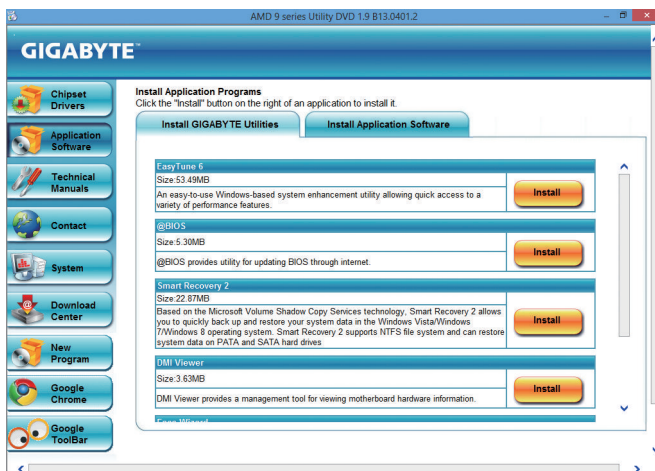 AMD 9 series Utility DVD 1.9 B13.0401.2
GIGABYTE™
Chipset
Drivers
Application
Software
Technical
Manuals
Contact
System
Download
Center
New
Program
Google
Chrome
Google
ToolBar
Install Application Programs
Click the "Install" button on the right of an application to install it.
Install GIGABYTE Utilities
Install Application Software
EasyTune 6
Size:53.49MB
An easy-to-use Windows-based system enhancement utility allowing quick access to a
variety of performance features.
Install
@BIOS
Size:5.30MB
@BIOS provides utility for updating BIOS through internet.
Install
Smart Recovery 2
Size:22.87MB
Based on the Microsoft Volume Shadow Copy Services technology, Smart Recovery 2 allows
you to quickly back up and restore your system data in the Windows Vista/Windows
7/Windows 8 operating system. Smart Recovery 2 supports NTFS file system and can restore
system data on PATA and SATA hard drives
Install
DMI Viewer
Size:3.63MB
DMI Viewer provides a management tool for viewing motherboard hardware information.
Install